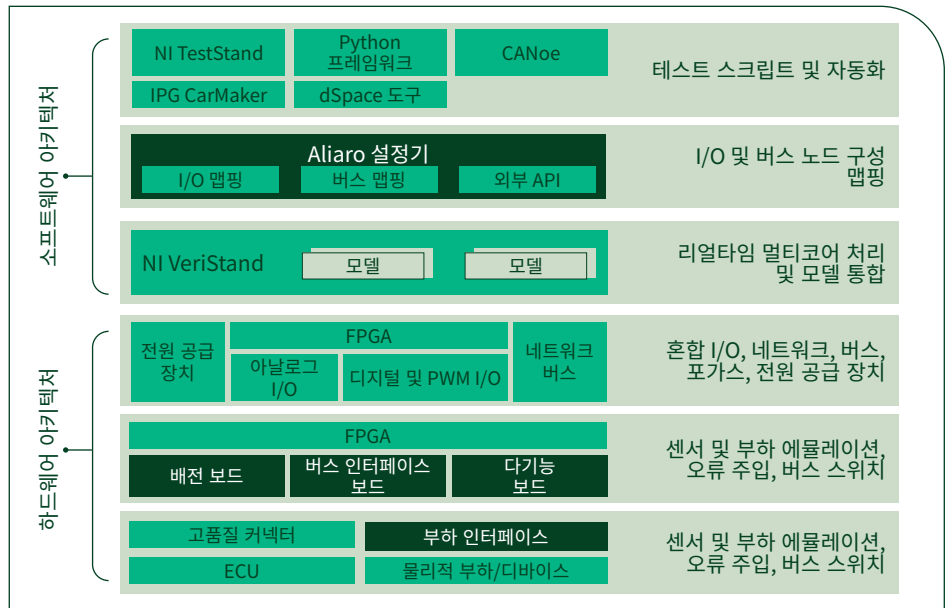 소프트웨어 아키텍처
NI TestStand
Python
프레임워크
CANoe
IPG CarMaker
dSpace 도구
테스트 스크립트 및 자동화
Aliaro 설정기
I/O 맵핑
버스 맵핑
외부 API
I/O 및 버스 노드 구성
맵핑
NI VeriStand
모델
모델
리얼타임 멀티코어 처리
및 모델 통합
하드웨어 아키텍처
전원 공급
장치
FPGA
아날로그
I/O
디지털 및 PWM I/O
네트워크
버스
혼합 I/O, 네트워크, 버스,
포가스, 전원 공급 장치
FPGA
배전 보드
버스 인터페이스
보드
다기능
보드
센서 및 부하 에뮬레이션,
오류 주입, 버스 스위치
고품질 커넥터
부하 인터페이스
ECU
물리적 부하/디바이스
센서 및 부하 에뮬레이션,
오류 주입, 버스 스위치